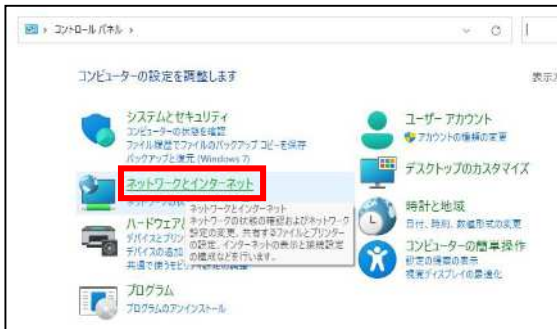 コントロール パネル
コンピューターの設定を調整します
システムとセキュリティ
コンピューターの状態を確認
ファイル履歴でファイルのバックアップ コピーを保存
バックアップと復元 (Windows 7)
ネットワークとインターネット
ネットワークとインターネット
ネットワークの状態の確認およびネットワーク
設定の変更、共有するファイルとプリンター
の設定、インターネットの表示と接続設定
の構成などを行います。
ハードウェア
デバイスとプリン
デバイスの追加
プログラム
プログラムのアンインストール
ユーザー アカウント
アカウントの種類の変更
デスクトップのカスタマイズ
時計と地域
日付、時刻、数値形式の変更
コンピューターの簡単操作
設定の提案の表示
視覚ディスプレイの最適化